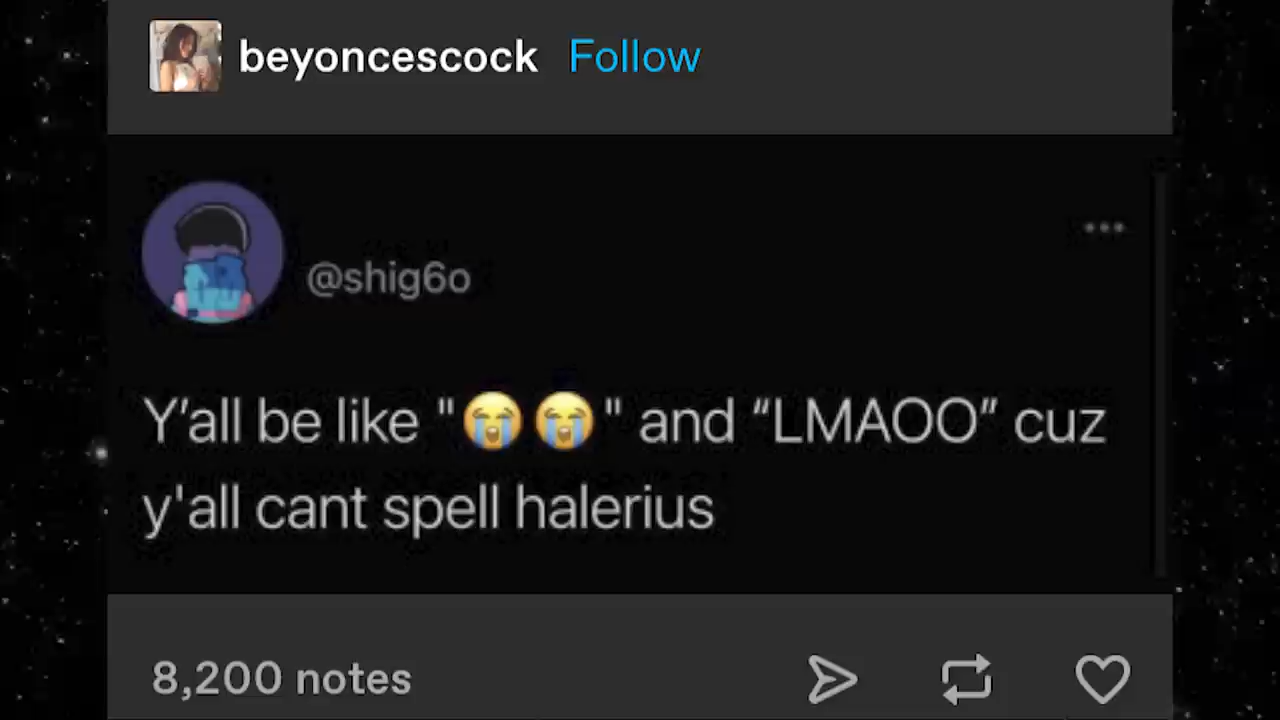 beyoncescock Follow
@shig6o
Y’all be like "😭😭" and “LMAOO” cuz
y'all cant spell halerius
8,200 notes